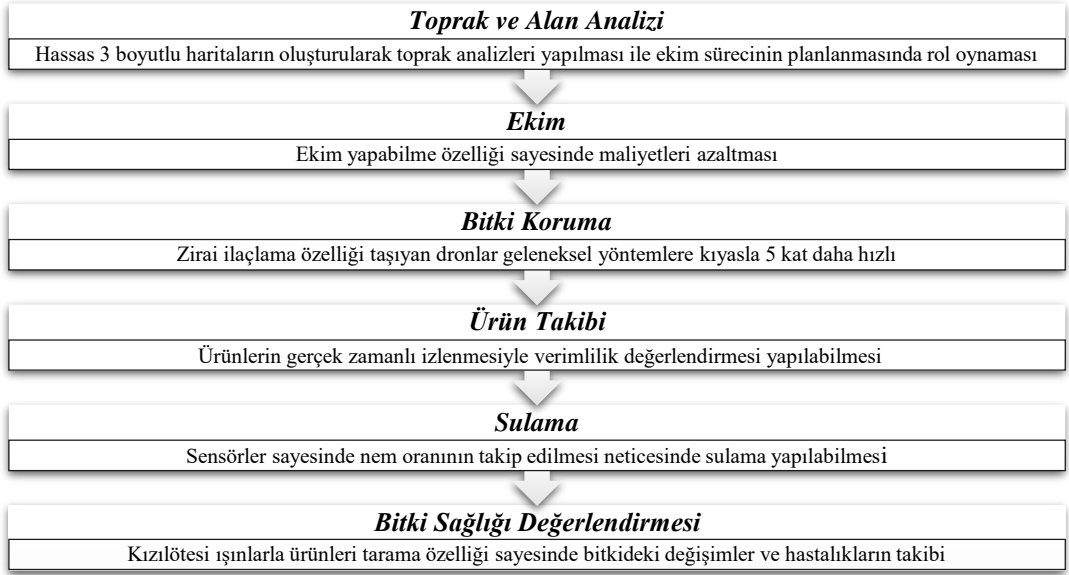 Toprak ve Alan Analizi
Hassas 3 boyutlu haritaların oluşturularak toprak analizleri yapılması ile ekim sürecinin planlanmasında rol oynaması
Ekim
Ekim yapabilme özelliği sayesinde maliyetleri azaltması
Bitki Koruma
Zirai ilaçlama özelliği taşıyan dronlar geleneksel yöntemlere kıyasla 5 kat daha hızlı
Ürün Takibi
Ürünlerin gerçek zamanlı izlenmesiyle verimlilik değerlendirmesi yapılabilmesi
Sulama
Sensörler sayesinde nem oranının takip edilmesi neticesinde sulama yapılabilmesi
Bitki Sağlığı Değerlendirmesi
Kızılötesi ışınlarla ürünleri tarama özelliği sayesinde bitkideki değişimler ve hastalıkların takibi